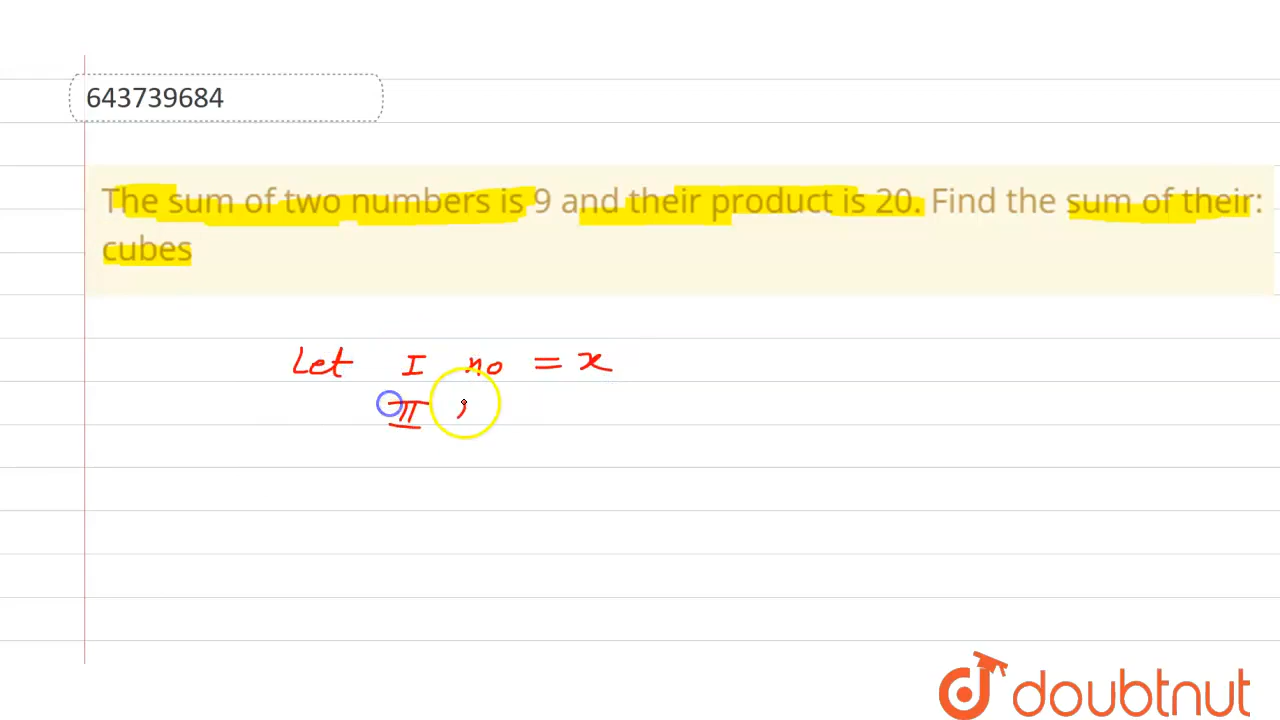 643739684
The sum of two numbers is 9 and their product is 20. Find the sum of their:
cubes
Let I no = x
II ,
doubtnut